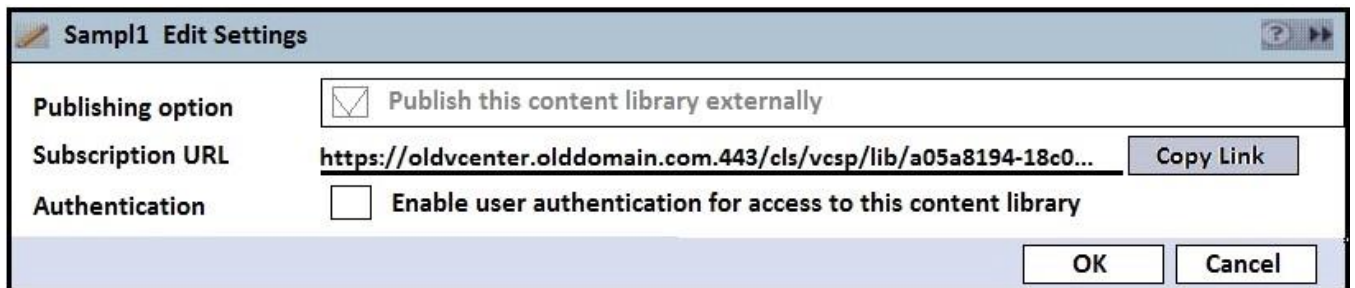 Sampl1 Edit Settings
?
Publishing option
Publish this content library externally
Subscription URL
https://oldvcenter.olddomain.com.443/cls/vcsp/lib/a05a8194-18c0...
Copy Link
Authentication
Enable user authentication for access to this content library
OK
Cancel